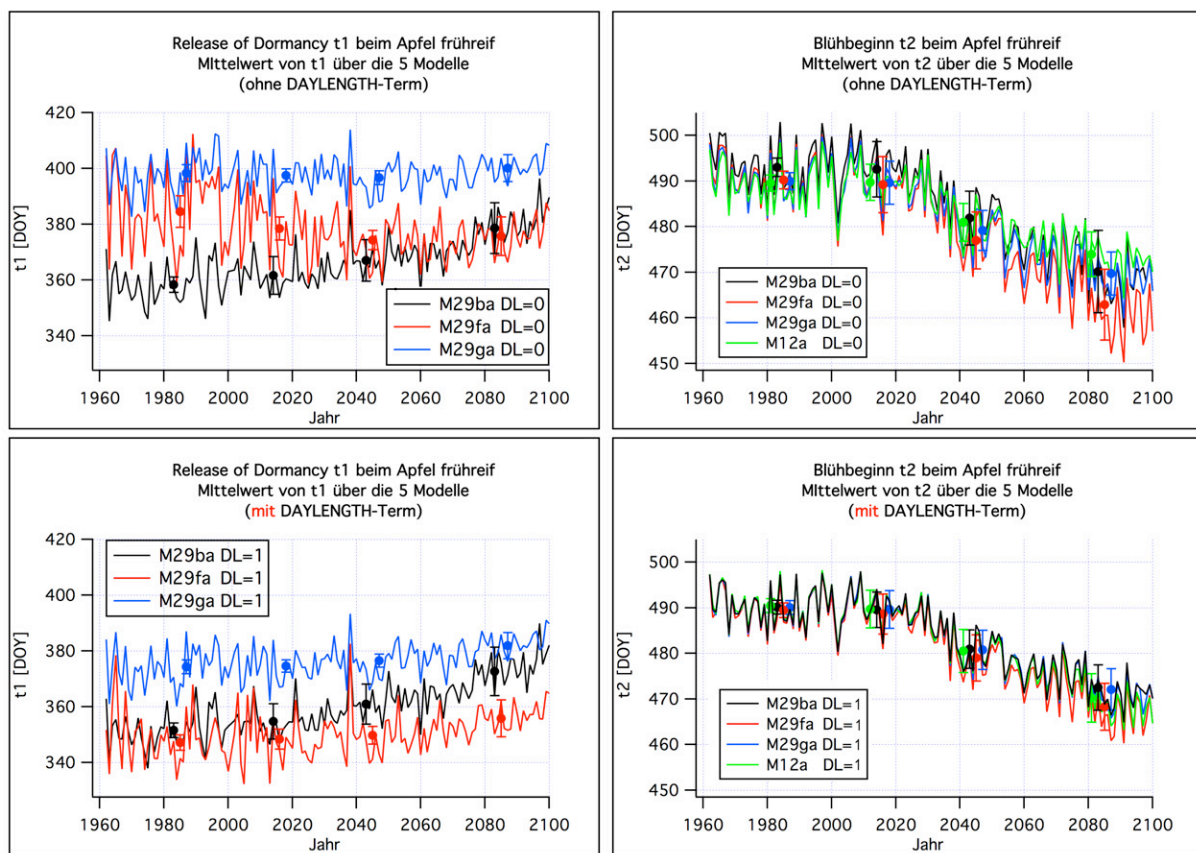 Release of Dormancy t1 beim Apfel frühreif
MIttelwert von t1 über die 5 Modelle
(ohne DAYLENGTH-Term)
420
400
380
360
340
t1 [DOY]
M29ba DL=0
M29fa DL=0
M29ga DL=0
1960 1980 2000 2020 2040 2060 2080 2100
Jahr
Blühbeginn t2 beim Apfel frühreif
MIttelwert von t2 über die 5 Modelle
(ohne DAYLENGTH-Term)
500
490
480
470
460
450
t2 [DOY]
M29ba DL=0
M29fa DL=0
M29ga DL=0
M12a DL=0
1960 1980 2000 2020 2040 2060 2080 2100
Jahr
Release of Dormancy t1 beim Apfel frühreif
MIttelwert von t1 über die 5 Modelle
(mit DAYLENGTH-Term)
420
400
380
360
340
t1 [DOY]
M29ba DL=1
M29fa DL=1
M29ga DL=1
1960 1980 2000 2020 2040 2060 2080 2100
Jahr
Blühbeginn t2 beim Apfel frühreif
MIttelwert von t2 über die 5 Modelle
(mit DAYLENGTH-Term)
500
490
480
470
460
450
t2 [DOY]
M29ba DL=1
M29fa DL=1
M29ga DL=1
M12a DL=1
1960 1980 2000 2020 2040 2060 2080 2100
Jahr